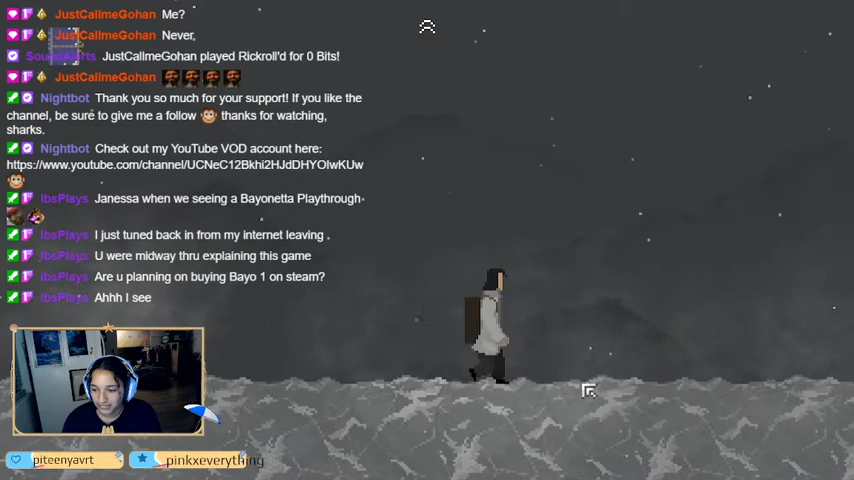 JustCallmeGohan Me?
JustCallmeGohan Never,
SoundAlerts JustCallmeGohan played Rickroll'd for 0 Bits!
JustCallmeGohan
Nightbot Thank you so much for your support! If you like the
channel, be sure to give me a follow thanks for watching,
sharks.
Nightbot Check out my YouTube VOD account here:
https://www.youtube.com/channel/UCNeC12Bkhi2HJdDHYOlwKUw
IbsPlays Janessa when we seeing a Bayonetta Playthrough
IbsPlays I just tuned back in from my internet leaving
IbsPlays U were midway thru explaining this game
IbsPlays Are u planning on buying Bayo 1 on steam?
IbsPlays Ahhh I see
piteenyavrt pinkxeverything